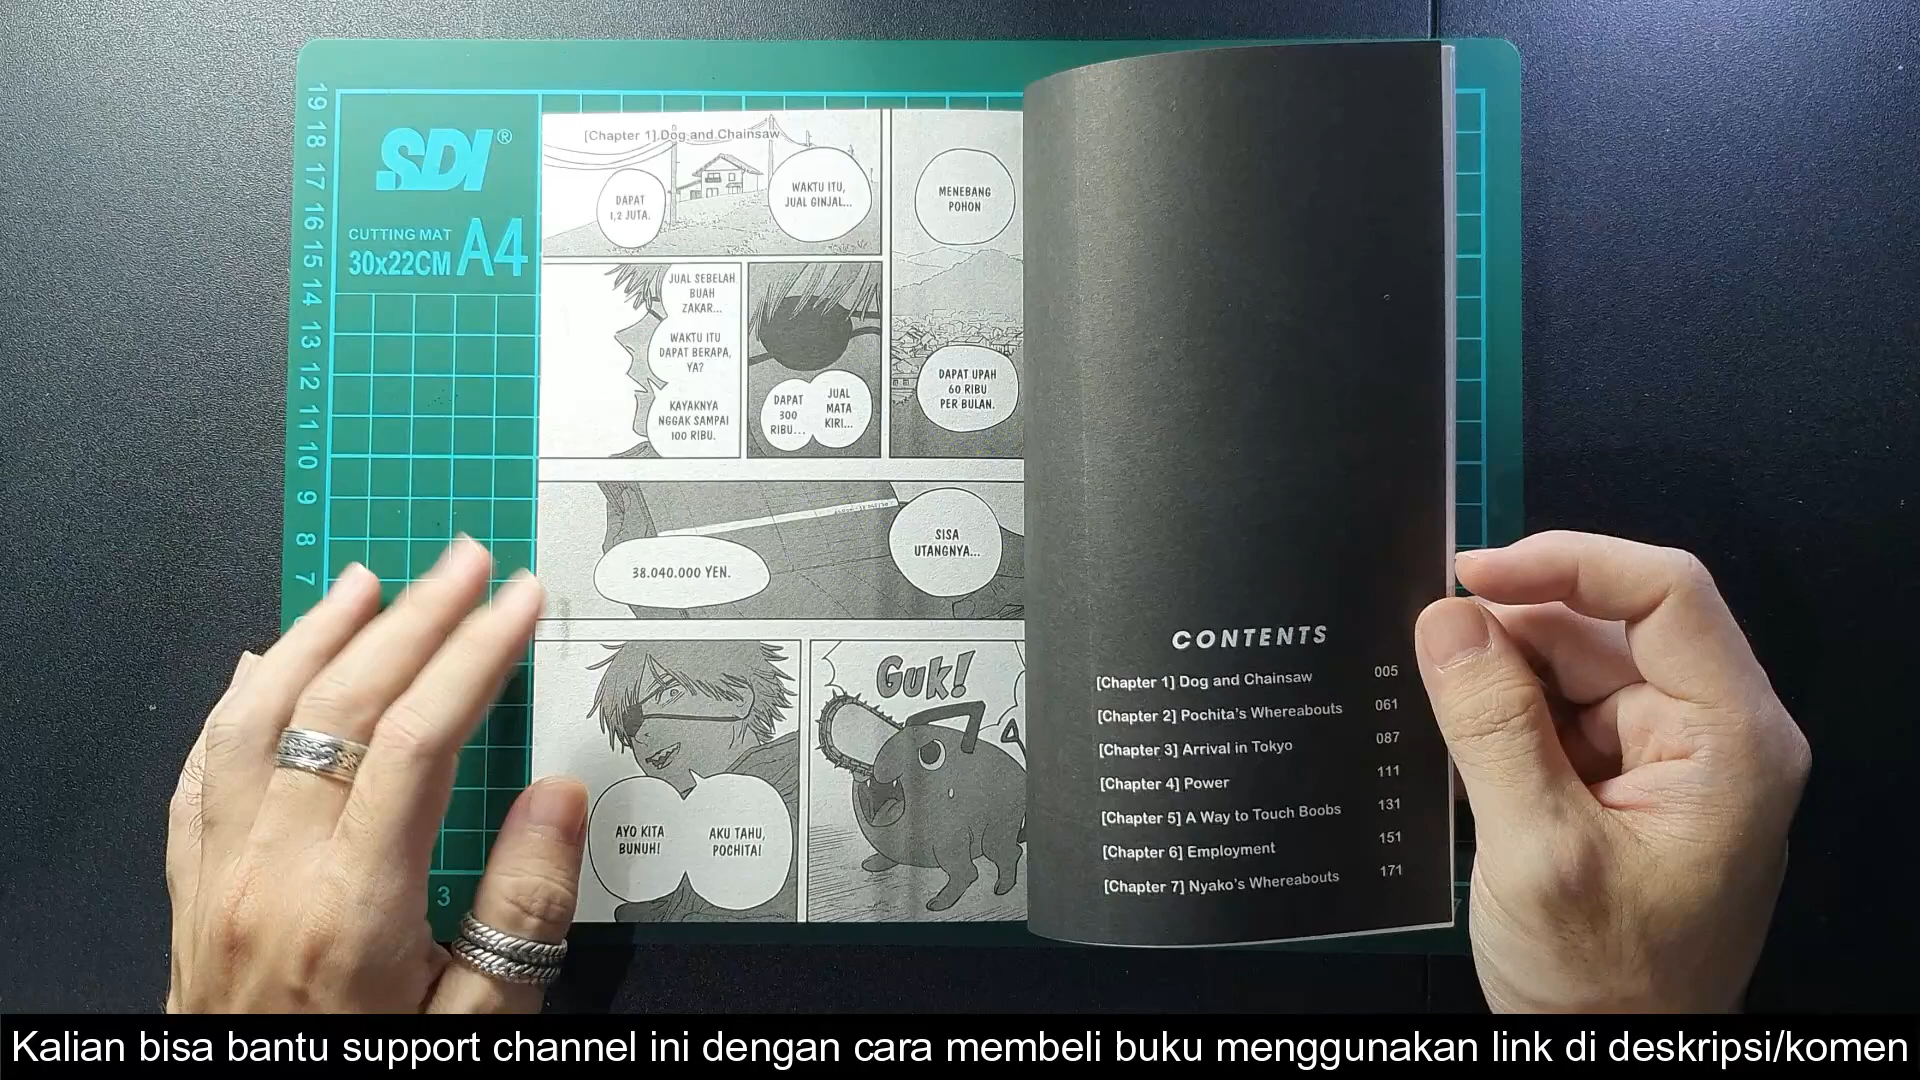 19
18
17
16
15
14
13
12
11
10
9
8
7
3
SDI®
CUTTING MAT
30x22CM A4
[Chapter 1] Dog and Chainsaw
MENEBANG
POHON
DAPAT UPAH
60 RIBU
PER BULAN.
WAKTU ITU,
JUAL GINJAL...
DAPAT
1,2 JUTA.
JUAL
MATA
KIRI...
DAPAT
300
RIBU...
JUAL SEBELAH
BUAH
ZAKAR...
WAKTU ITU
DAPAT BERAPA,
YA?
KAYAKNYA
NGGAK SAMPAI
100 RIBU.
SISA
UTANGNYA...
38.040.000 YEN.
GUK!
AKU TAHU,
POCHITA!
AYO KITA
BUNUH!
CONTENTS
[Chapter 1] Dog and Chainsaw 005
[Chapter 2] Pochita's Whereabouts 061
[Chapter 3] Arrival in Tokyo 087
[Chapter 4] Power 111
[Chapter 5] A Way to Touch Boobs 131
[Chapter 6] Employment 151
[Chapter 7] Nyako's Whereabouts 171
Kalian bisa bantu support channel ini dengan cara membeli buku menggunakan link di deskripsi/komen